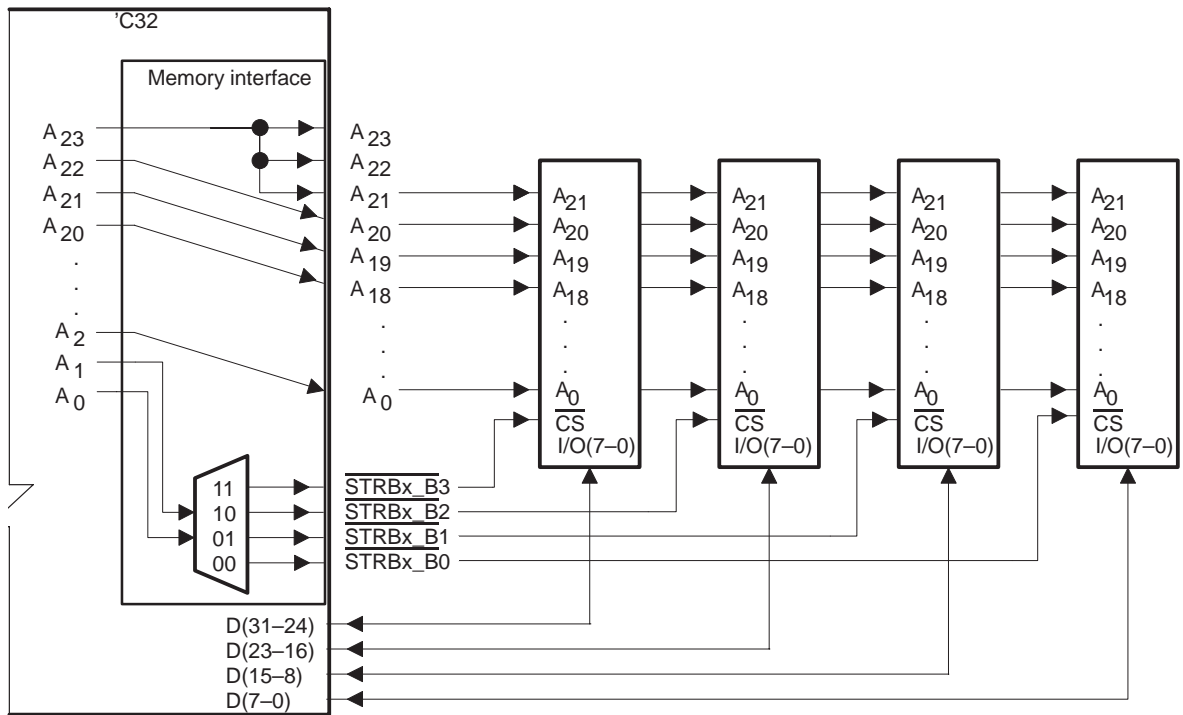 'C32
Memory interface
A23
A22
A21
A20
.
.
.
A2
A1
A0
11
10
01
00
A23
A22
A21
A20
A19
A18
.
.
.
A0
STRBx_B3
STRBx_B2
STRBx_B1
STRBx_B0
D(31–24)
D(23–16)
D(15–8)
D(7–0)
A21
A20
A19
A18
.
.
.
A0
CS
I/O(7–0)
A21
A20
A19
A18
.
.
.
A0
CS
I/O(7–0)
A21
A20
A19
A18
.
.
.
A0
CS
I/O(7–0)
A21
A20
A19
A18
.
.
.
A0
CS
I/O(7–0)